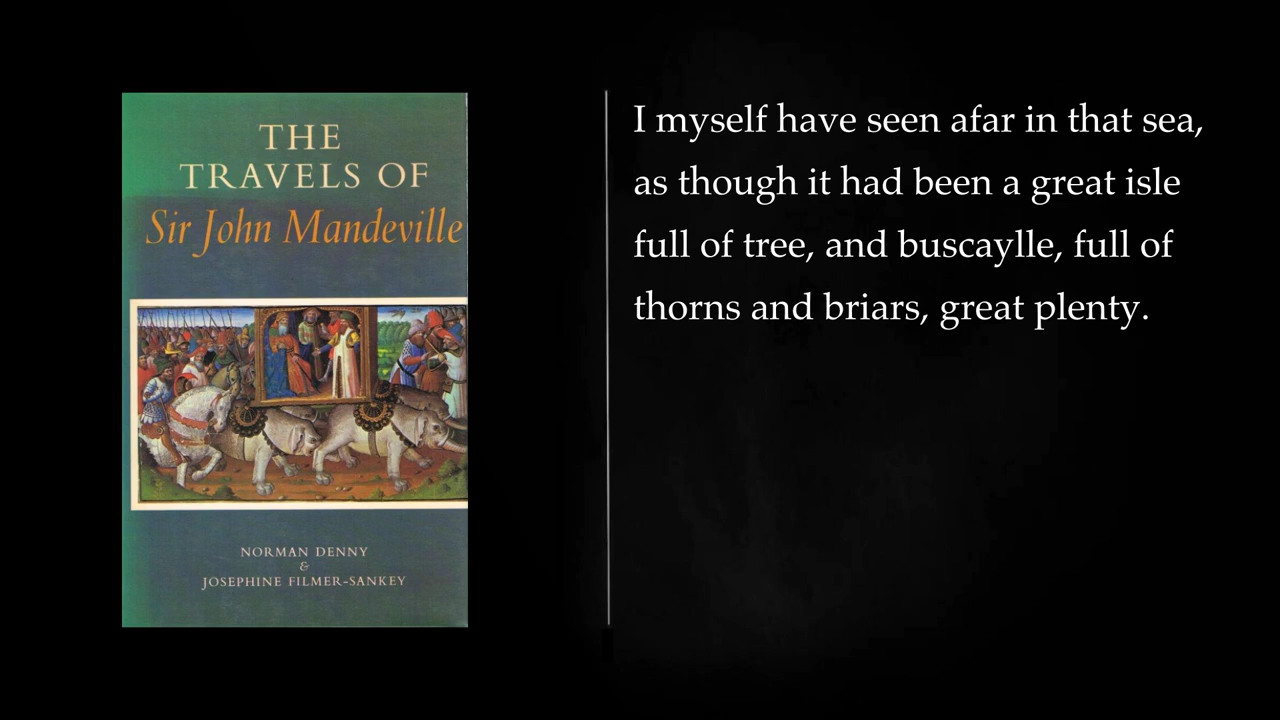 THE
TRAVELS OF
Sir John Mandeville
NORMAN DENNY
&
JOSEPHINE FILMER-SANKEY
I myself have seen afar in that sea,
as though it had been a great isle
full of tree, and buscaylle, full of
thorns and briars, great plenty.